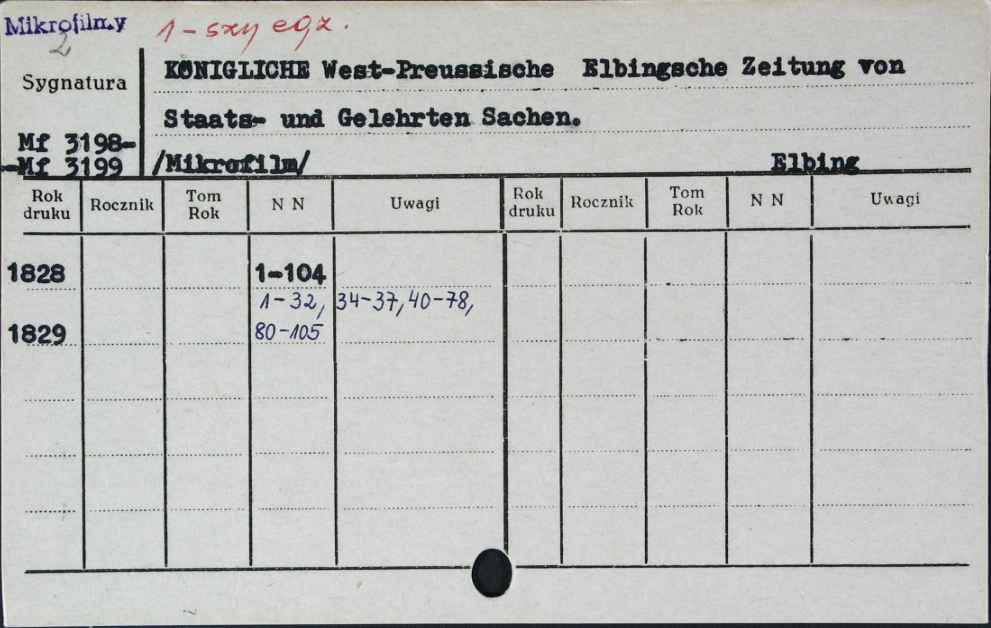 Mikrofilmy 1-szy egz.
2
Sygnatura KÖNIGLICHE West-Preussische Elbingsche Zeitung von
Staats- und Gelehrten Sachen.
Mf 3198-
-Mf 3199 /Mikrofilm/ Elbing
Rok druku Rocznik Tom Rok N N Uwagi Rok druku Rocznik Tom Rok N N Uwagi
1828 1-104
1-32, 34-37, 40-78,
1829 80-105